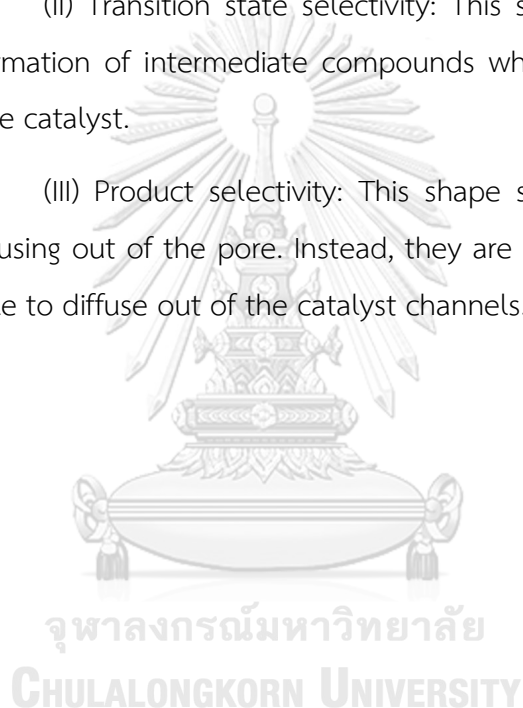 (II) Transition state selectivity: This s
rmation of intermediate compounds wh
e catalyst.
(III) Product selectivity: This shape s
using out of the pore. Instead, they are
le to diffuse out of the catalyst channels.
จุฬาลงกรณ์มหาวิทยาลัย
CHULALONGKORN UNIVERSITY